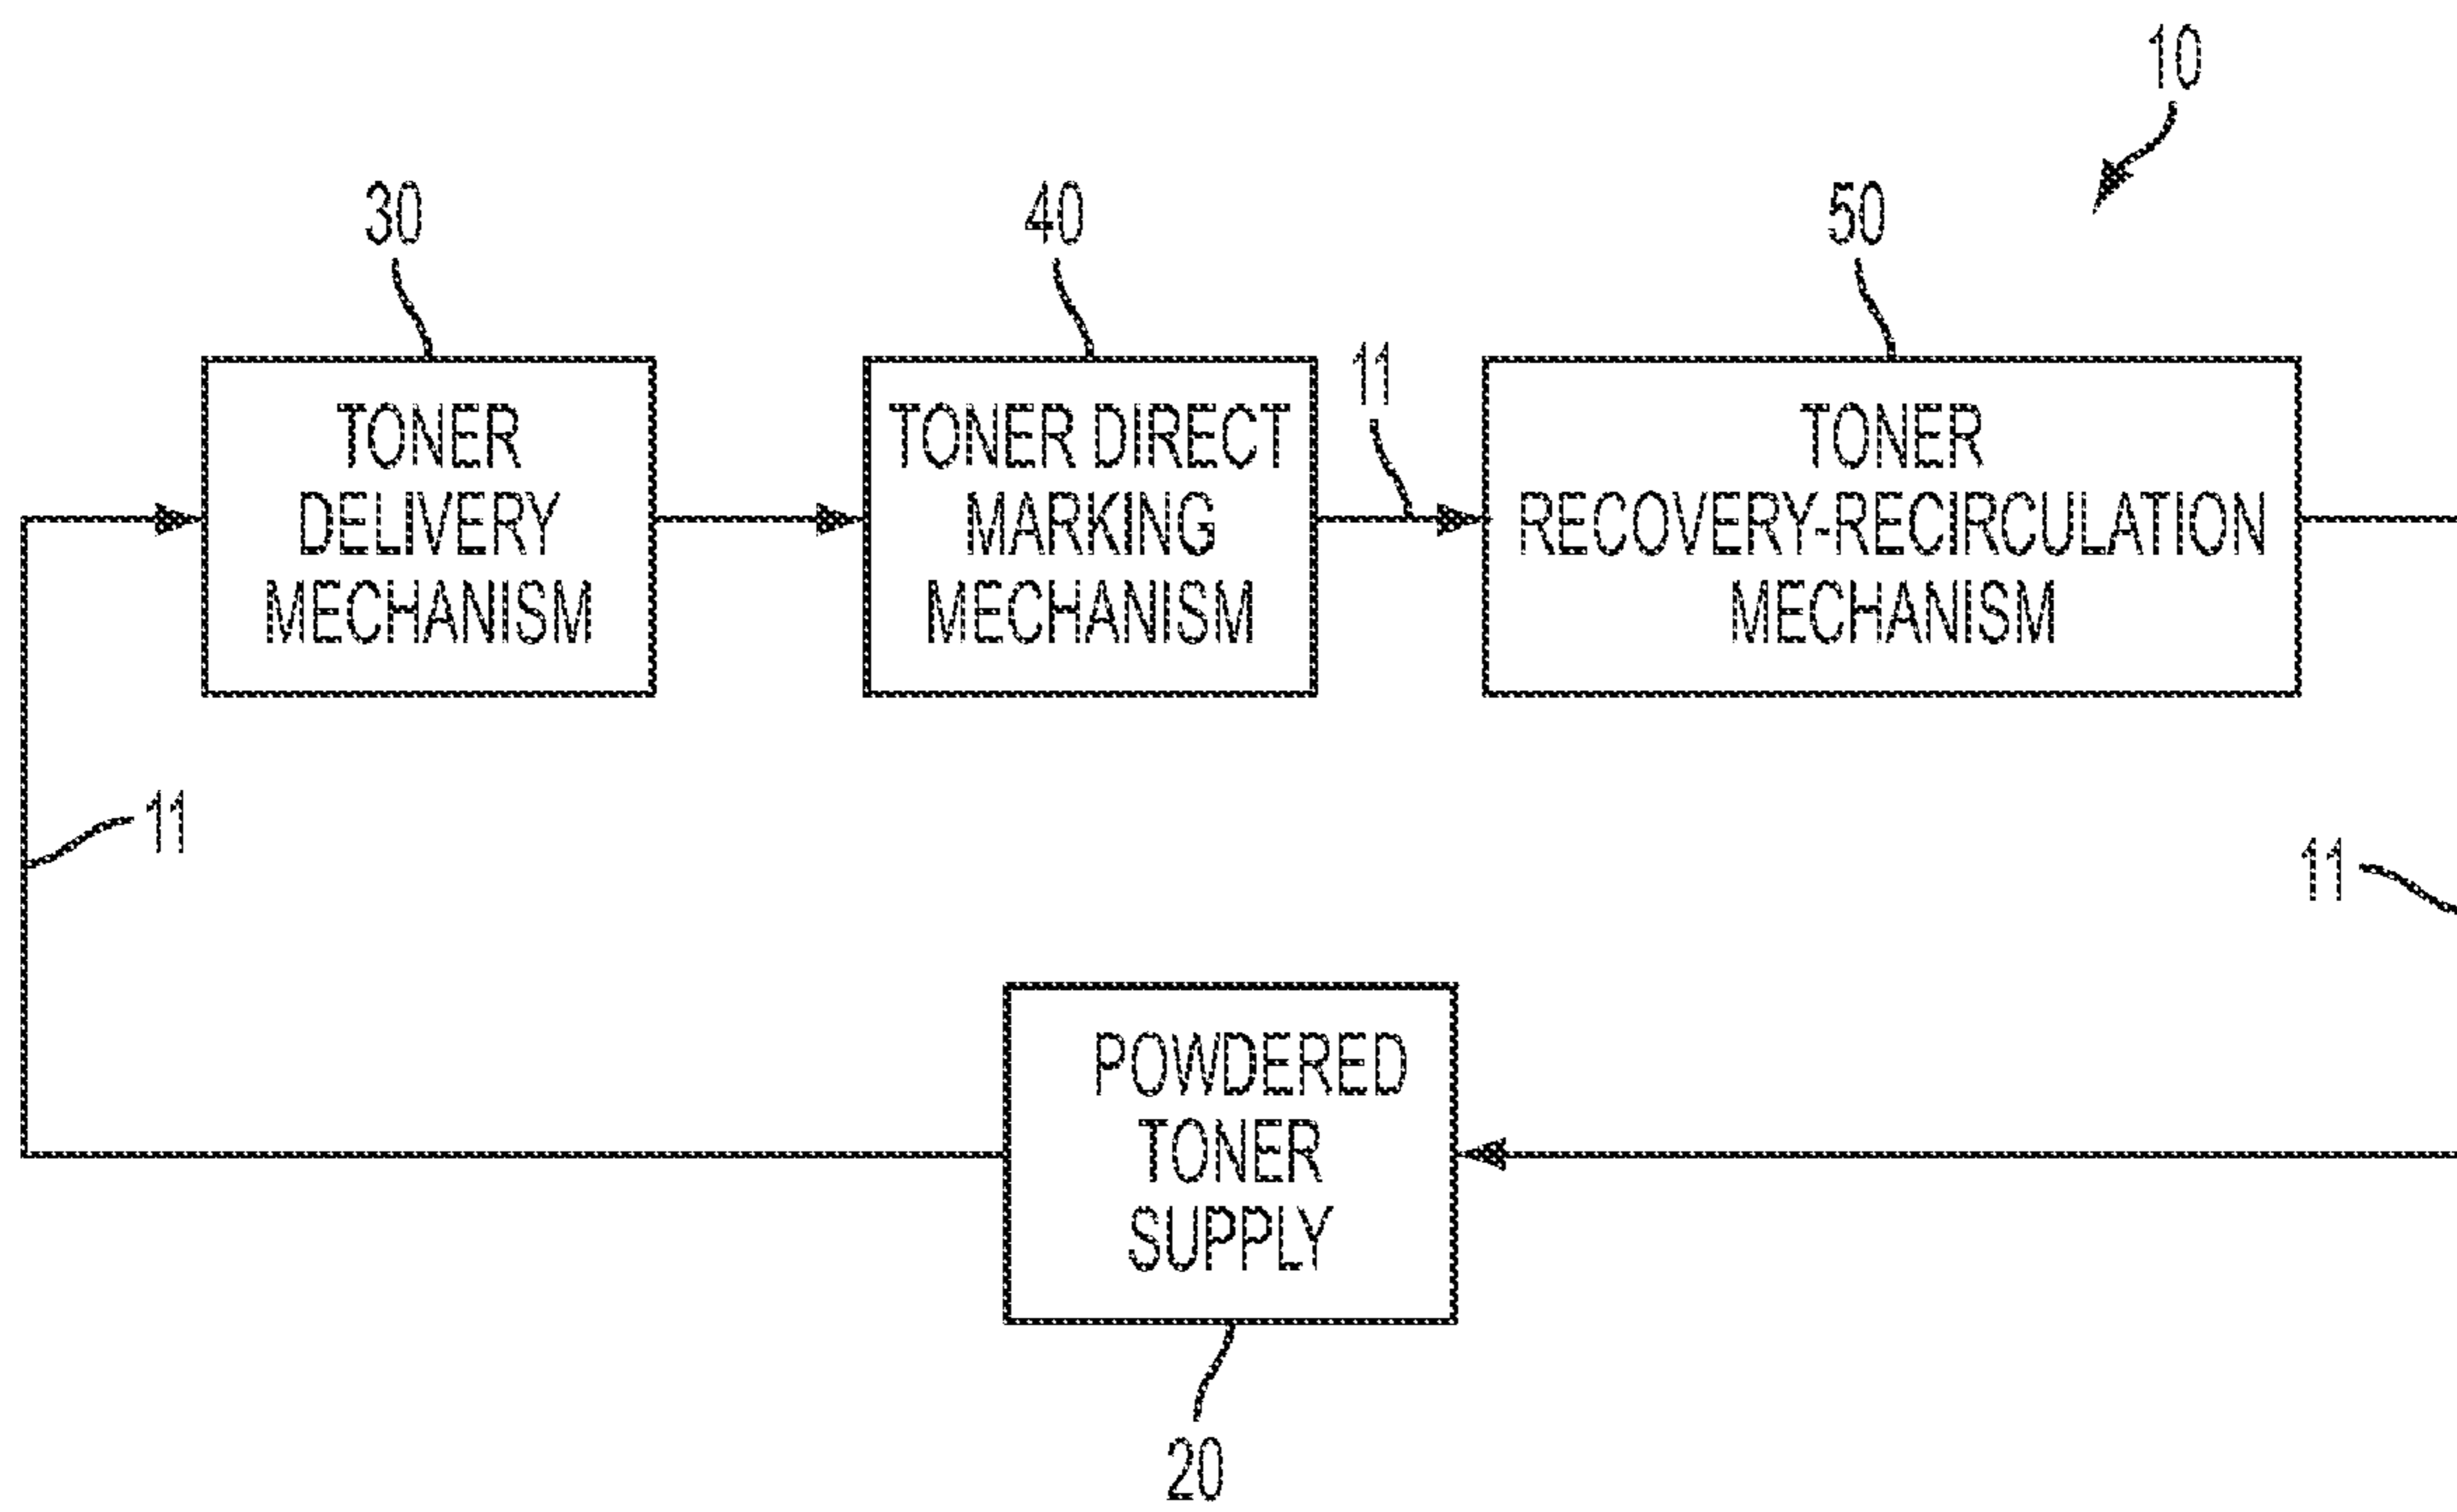 10
30
40
50
11
TONER
DELIVERY
MECHANISM
TONER DIRECT
MARKING
MECHANISM
TONER
RECOVERY-RECIRCULATION
MECHANISM
11
11
POWDERED
TONER
SUPPLY
20